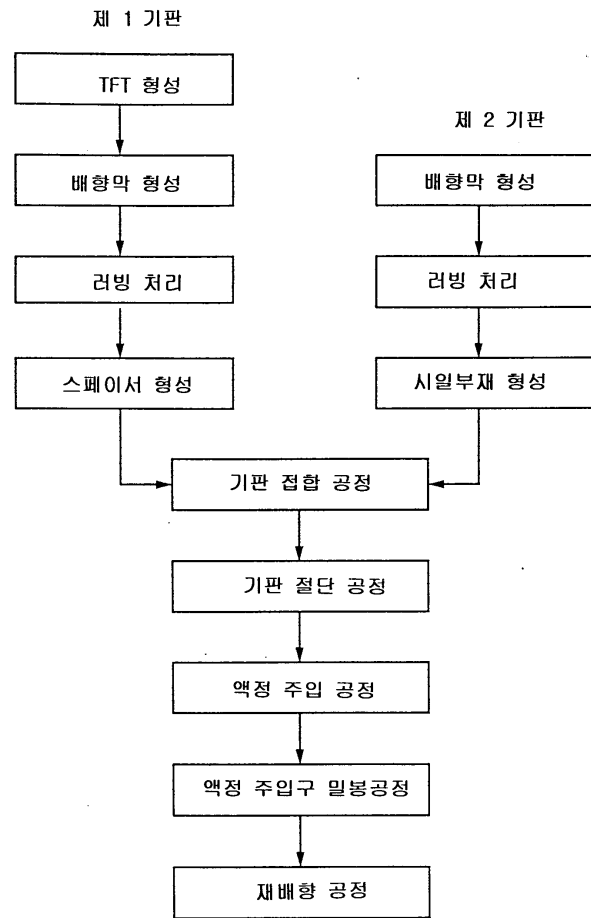 제 1 기판
TFT 형성
배향막 형성
러빙 처리
스페이서 형성
제 2 기판
배향막 형성
러빙 처리
시일부재 형성
기판 접합 공정
기판 절단 공정
액정 주입 공정
액정 주입구 밀봉공정
재배향 공정